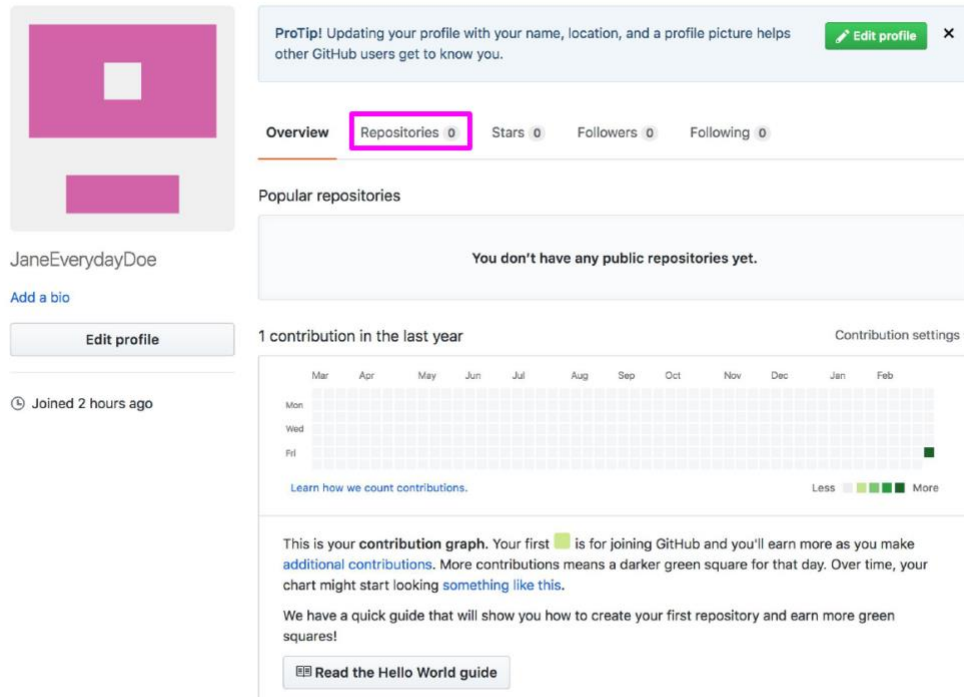 ProTip! Updating your profile with your name, location, and a profile picture helps
other GitHub users get to know you.
Edit profile
Overview Repositories 0 Stars 0 Followers 0 Following 0
Popular repositories
You don't have any public repositories yet.
JaneEverydayDoe
Add a bio
Edit profile
Joined 2 hours ago
1 contribution in the last year
Contribution settings
Mar Apr May Jun Jul Aug Sep Oct Nov Dec Jan Feb
Mon
Wed
Fri
Learn how we count contributions.
Less More
This is your contribution graph. Your first is for joining GitHub and you'll earn more as you make
additional contributions. More contributions means a darker green square for that day. Over time, your
chart might start looking something like this.
We have a quick guide that will show you how to create your first repository and earn more green
squares!
Read the Hello World guide